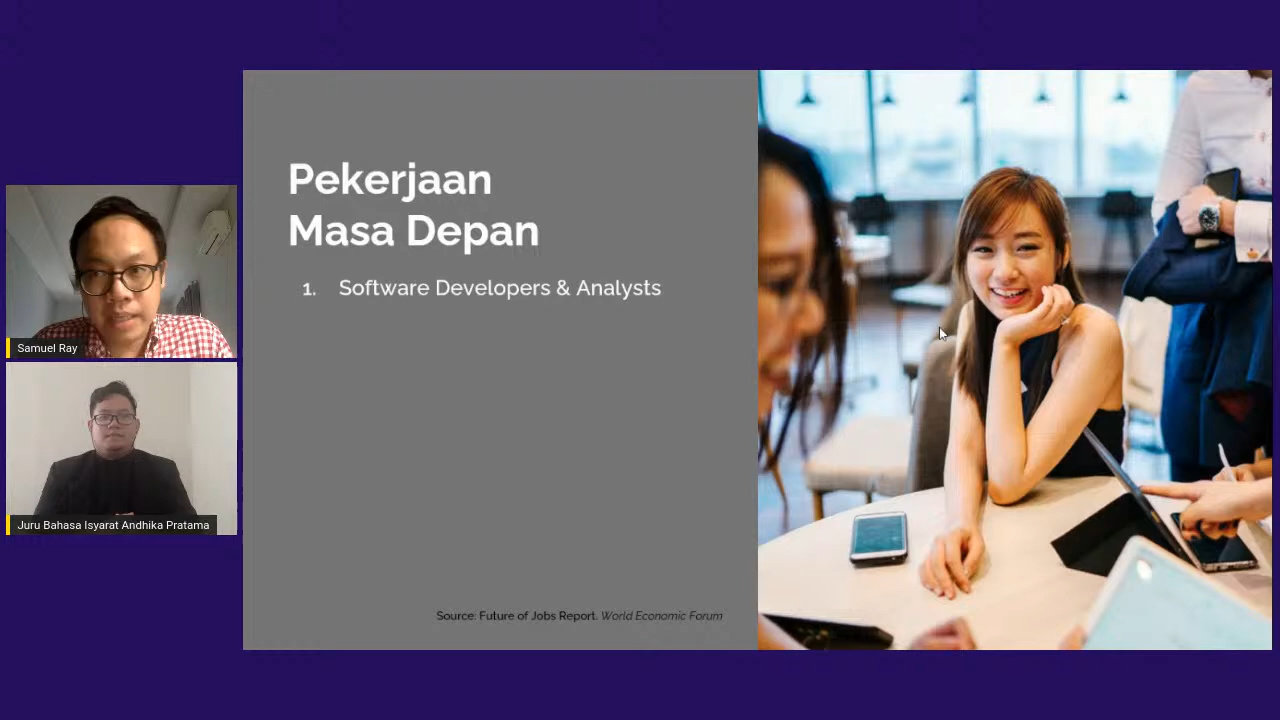 Pekerjaan
Masa Depan
1. Software Developers & Analysts
Source: Future of Jobs Report. World Economic Forum
Samuel Ray
Juru Bahasa Isyarat Andhika Pratama